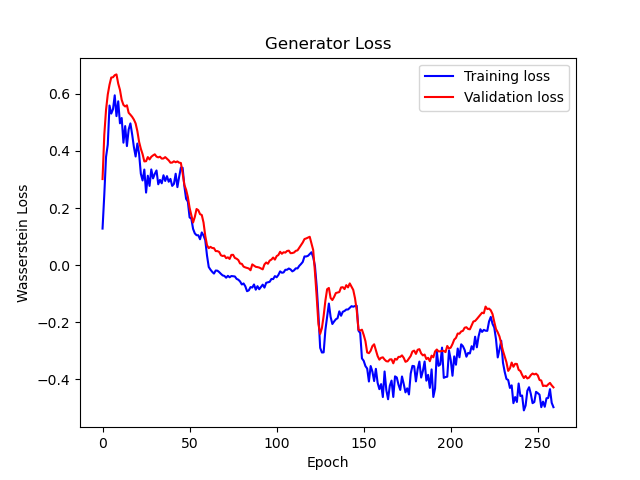 Generator Loss
Training loss
Validation loss
Wasserstein Loss
0.6
0.4
0.2
0.0
−0.2
−0.4
0 50 100 150 200 250
Epoch